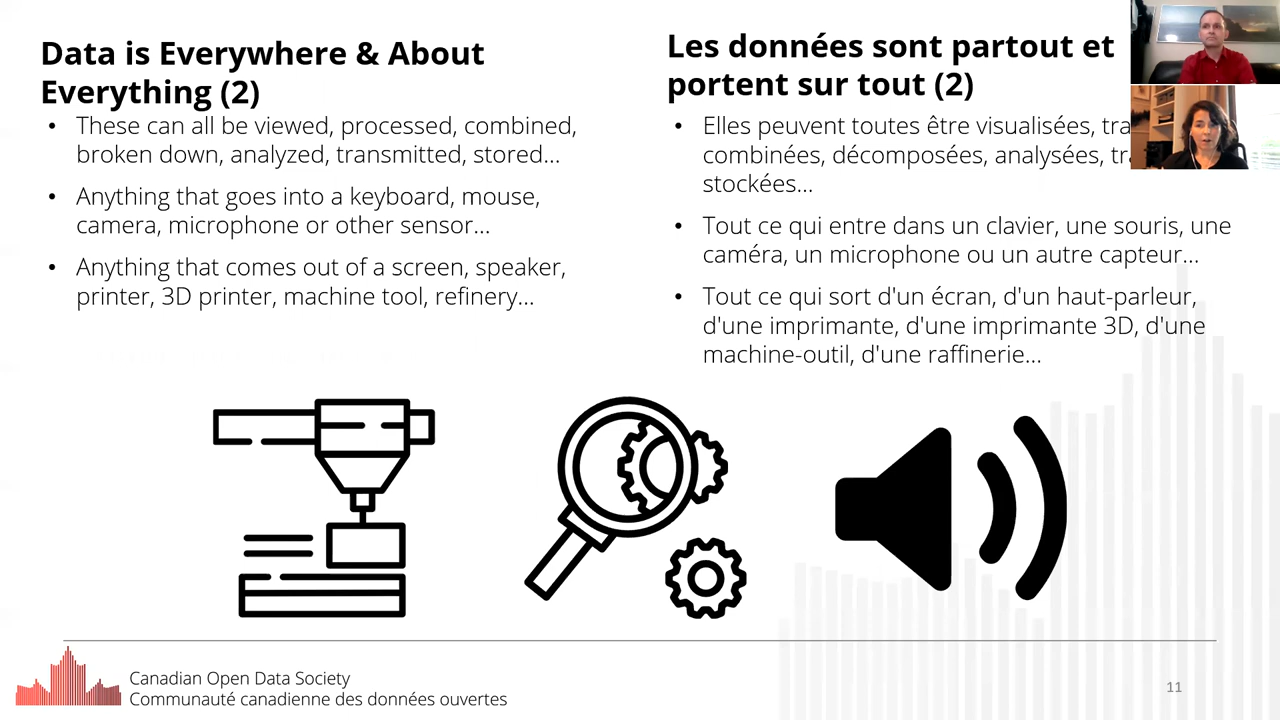 Data is Everywhere & About
Everything (2)
• These can all be viewed, processed, combined,
broken down, analyzed, transmitted, stored...
• Anything that goes into a keyboard, mouse,
camera, microphone or other sensor...
• Anything that comes out of a screen, speaker,
printer, 3D printer, machine tool, refinery...
Les données sont partout et
portent sur tout (2)
• Elles peuvent toutes être visualisées,
combinées, décomposées, analysées,
stockées...
• Tout ce qui entre dans un clavier, une souris, une
caméra, un microphone ou un autre capteur...
• Tout ce qui sort d'un écran, d'un haut-parleur,
d'une imprimante, d'une imprimante 3D, d'une
machine-outil, d'une raffinerie...
Canadian Open Data Society
Communauté canadienne des données ouvertes
11